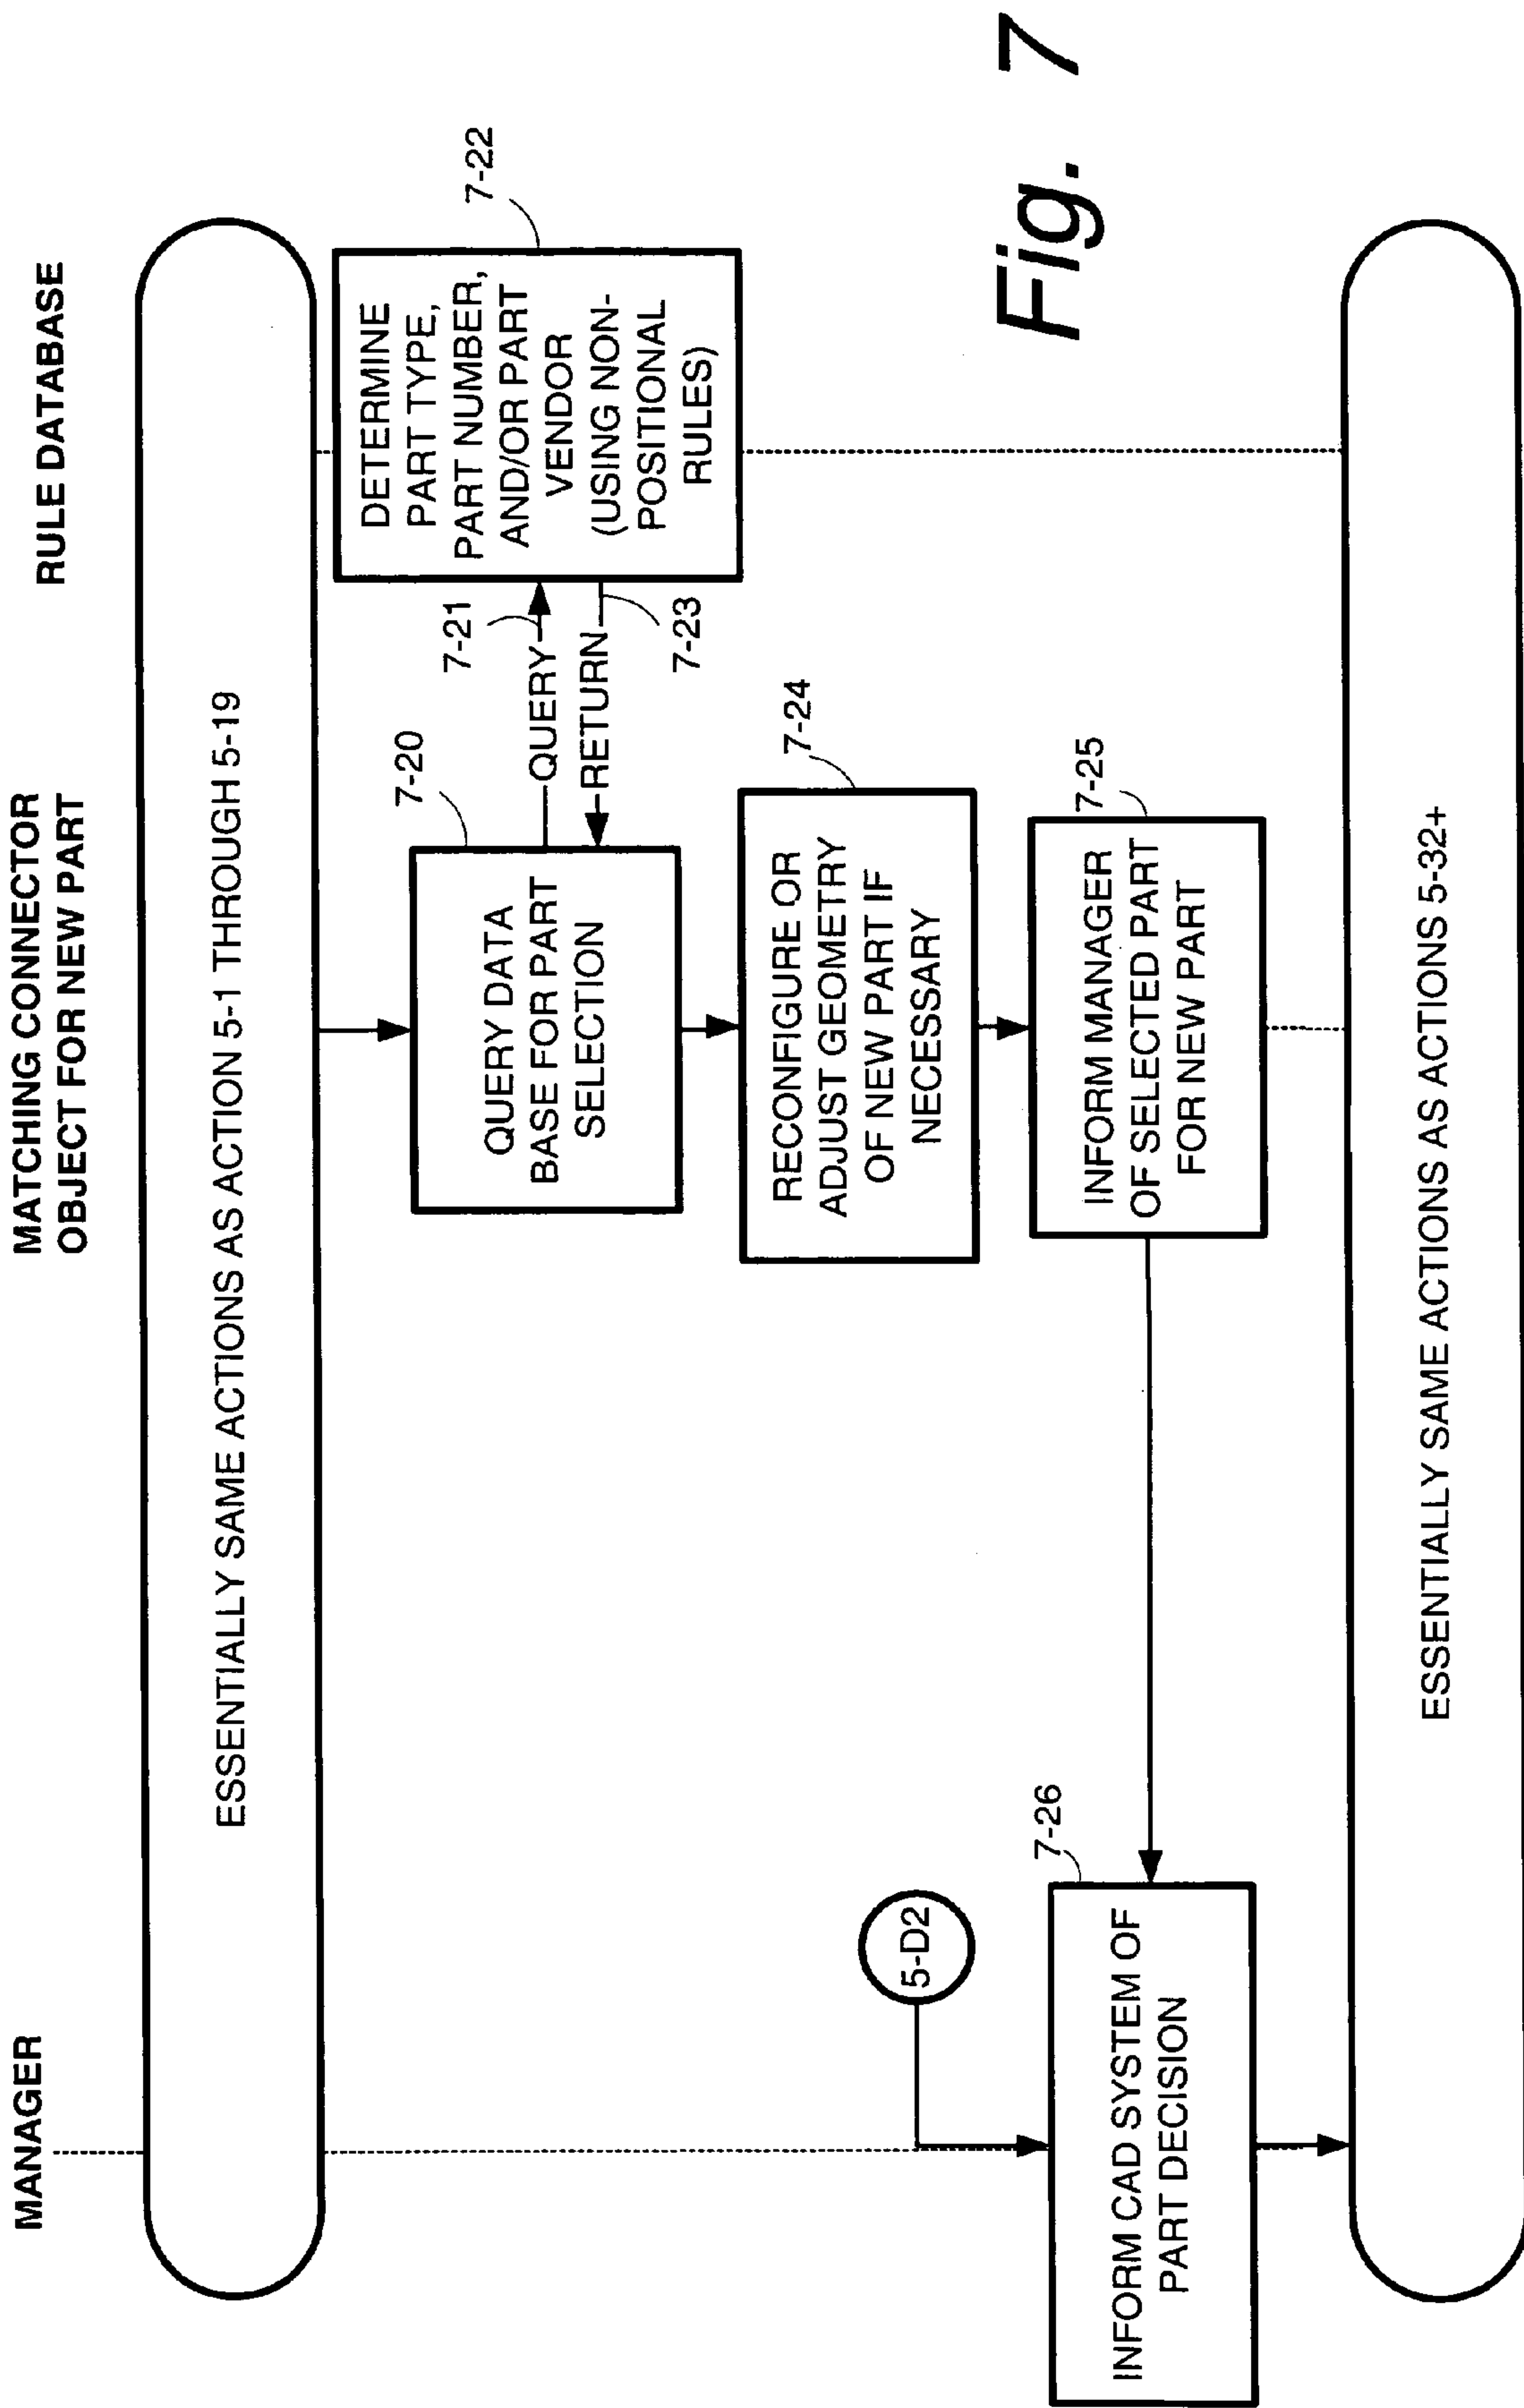 MANAGER
MATCHING CONNECTOR
OBJECT FOR NEW PART
RULE DATABASE
ESSENTIALLY SAME ACTIONS AS ACTION 5-1 THROUGH 5-19
7-20
QUERY DATA
BASE FOR PART
SELECTION
7-21
QUERY
RETURN
7-23
7-22
DETERMINE
PART TYPE,
PART NUMBER,
AND/OR PART
VENDOR
(USING NON-
POSITIONAL
RULES)
7-24
RECONFIGURE OR
ADJUST GEOMETRY
OF NEW PART IF
NECESSARY
7-25
INFORM MANAGER
OF SELECTED PART
FOR NEW PART
5-D2
7-26
INFORM CAD SYSTEM OF
PART DECISION
ESSENTIALLY SAME ACTIONS AS ACTIONS 5-32+
Fig. 7